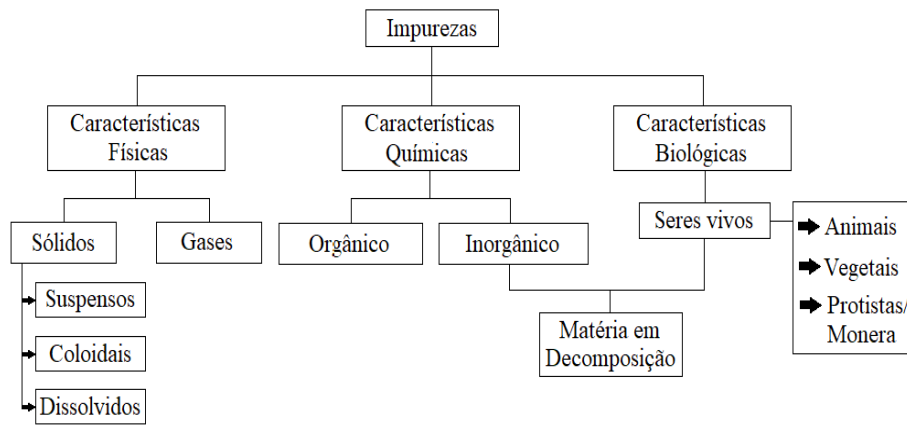 Impurezas
Características
Físicas
Características
Químicas
Características
Biológicas
Sólidos
Gases
Orgânico
Inorgânico
Seres vivos
Animais
Vegetais
Protistas/
Monera
Suspensos
Coloidais
Dissolvidos
Matéria em
Decomposição